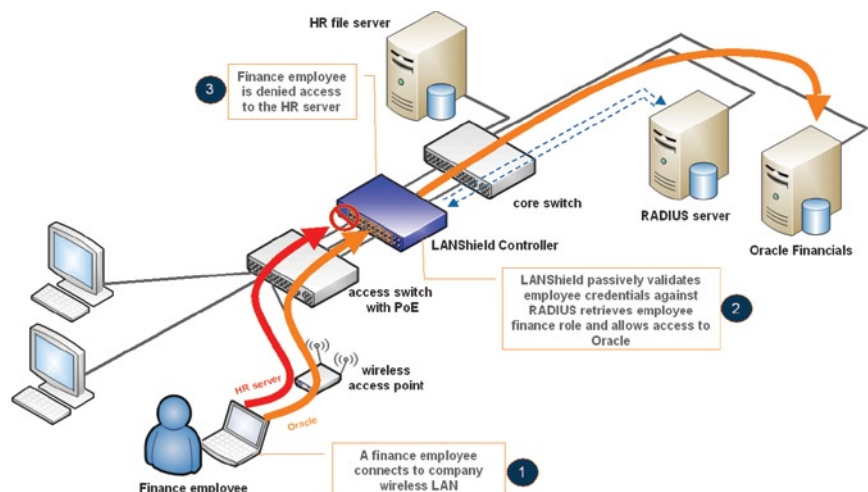 HR file server
3
Finance employee
is denied access
to the HR server
core switch
RADIUS server
Oracle Financials
LANShield Controller
access switch
with PoE
LANShield passively validates
employee credentials against
RADIUS retrieves employee
finance role and allows access to
Oracle
2
wireless
access point
HR server
Oracle
A finance employee
connects to company
wireless LAN
1
Finance employee